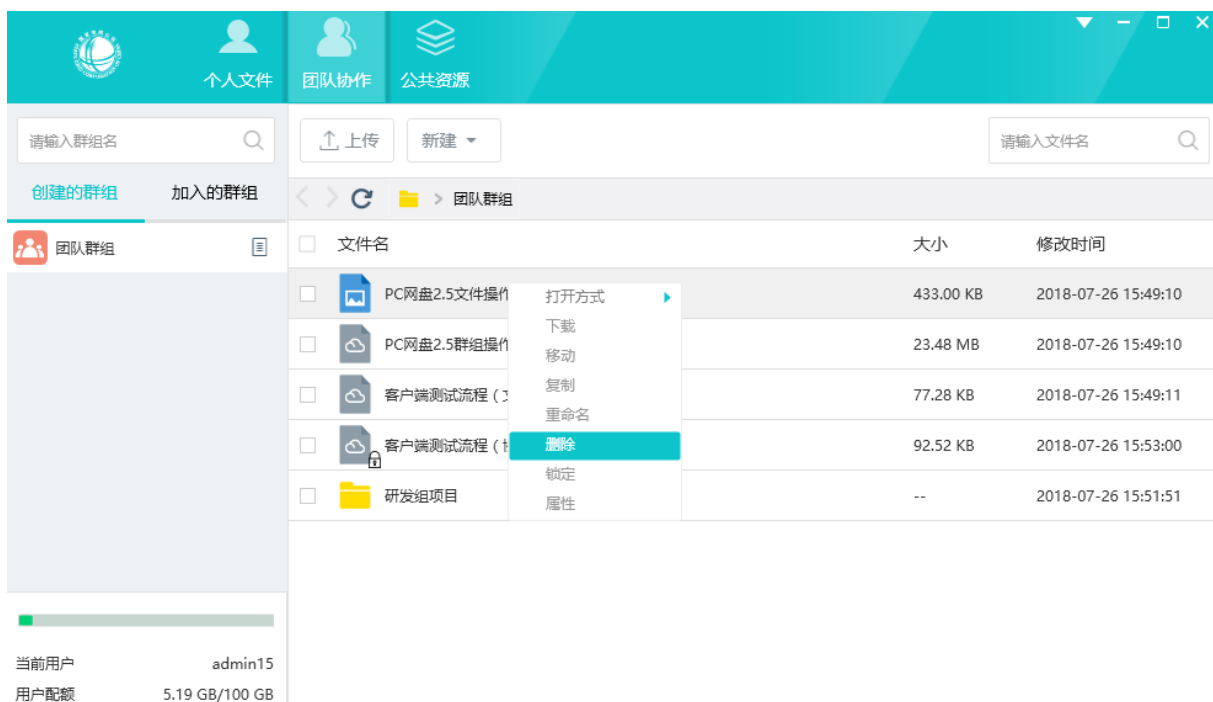 个人文件
团队协作
公共资源
请输入群组名
上传
新建
请输入文件名
创建的群组
加入的群组
> 团队群组
团队群组
文件名
大小
修改时间
PC网盘2.5文件操作
433.00 KB
2018-07-26 15:49:10
PC网盘2.5群组操作
23.48 MB
2018-07-26 15:49:10
客户端测试流程（
77.28 KB
2018-07-26 15:49:11
客户端测试流程（
92.52 KB
2018-07-26 15:53:00
研发组项目
--
2018-07-26 15:51:51
打开方式
下载
移动
复制
重命名
删除
锁定
属性
当前用户
admin15
用户配额
5.19 GB/100 GB